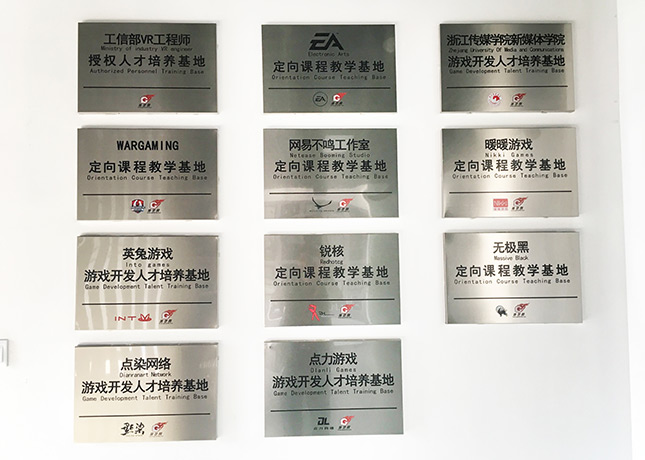 工信部VR工程师
Ministry of industry VR engineer
授权人才培养基地
Authorized Personnel Training Base
EA
Electronic Arts
定向课程教学基地
Orientation Course Teaching Base
EA
浙江传媒学院新媒体学院
Zhejiang University Of Media and Communications
游戏开发人才培养基地
Game Development Talent Training Base
WARGAMING
定向课程教学基地
Orientation Course Teaching Base
网易不鸣工作室
Netease Booming Studio
定向课程教学基地
Orientation Course Teaching Base
暖暖游戏
Nikki Games
定向课程教学基地
Orientation Course Teaching Base
英兔游戏
Into games
游戏开发人才培养基地
Game Development Talent Training Base
锐核
Redhotcg
定向课程教学基地
Orientation Course Teaching Base
无极黑
Massive Black
定向课程教学基地
Orientation Course Teaching Base
点染网络
Dianranart Network
游戏开发人才培养基地
Game Development Talent Training Base
点力游戏
Dianli Games
游戏开发人才培养基地
Game Development Talent Training Base
DL